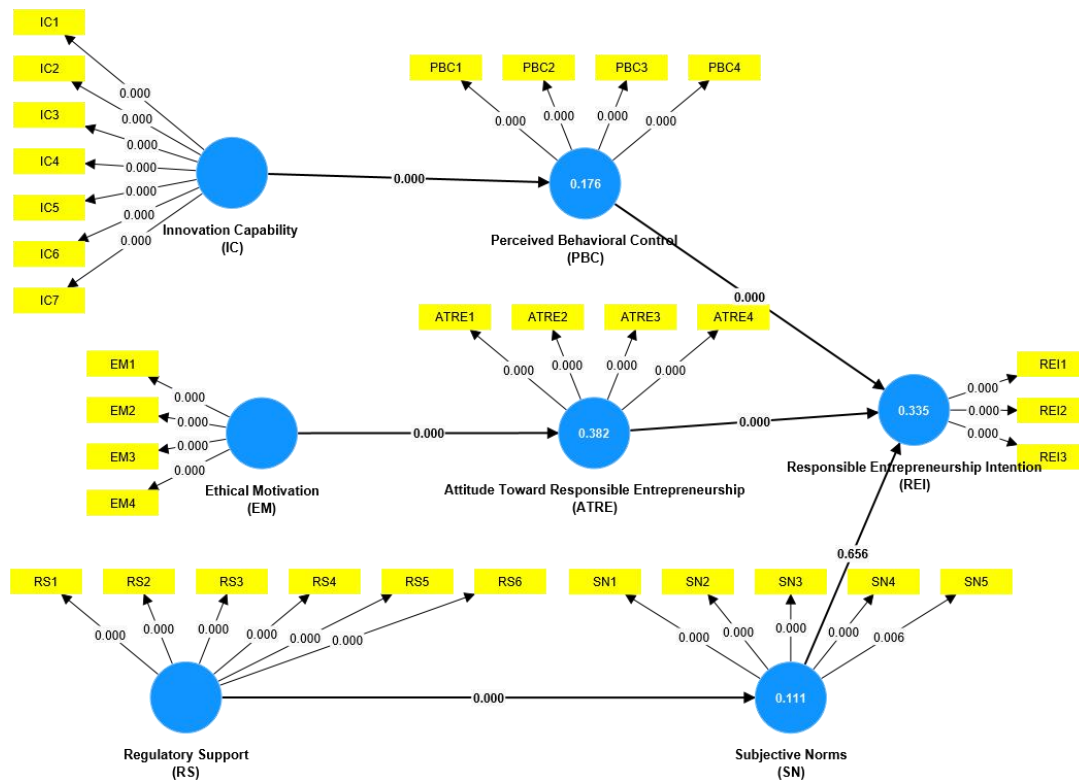 IC1
IC2
IC3
IC4
IC5
IC6
IC7
0.000
0.000
0.000
0.000
0.000
0.000
0.000
Innovation Capability
(IC)
0.000
PBC1 PBC2 PBC3 PBC4
0.000 0.000 0.000 0.000
0.176
Perceived Behavioral Control
(PBC)
0.000
EM1
EM2
EM3
EM4
0.000
0.000
0.000
0.000
Ethical Motivation
(EM)
0.000
ATRE1 ATRE2 ATRE3 ATRE4
0.000 0.000 0.000 0.000
0.382
Attitude Toward Responsible Entrepreneurship
(ATRE)
0.000
0.335
Responsible Entrepreneurship Intention
(REI)
0.000
0.000
0.000
REI1
REI2
REI3
0.656
RS1 RS2 RS3 RS4 RS5 RS6
0.000 0.000 0.000 0.000 0.000 0.000
Regulatory Support
(RS)
0.000
SN1 SN2 SN3 SN4 SN5
0.000 0.000 0.000 0.000 0.006
0.111
Subjective Norms
(SN)